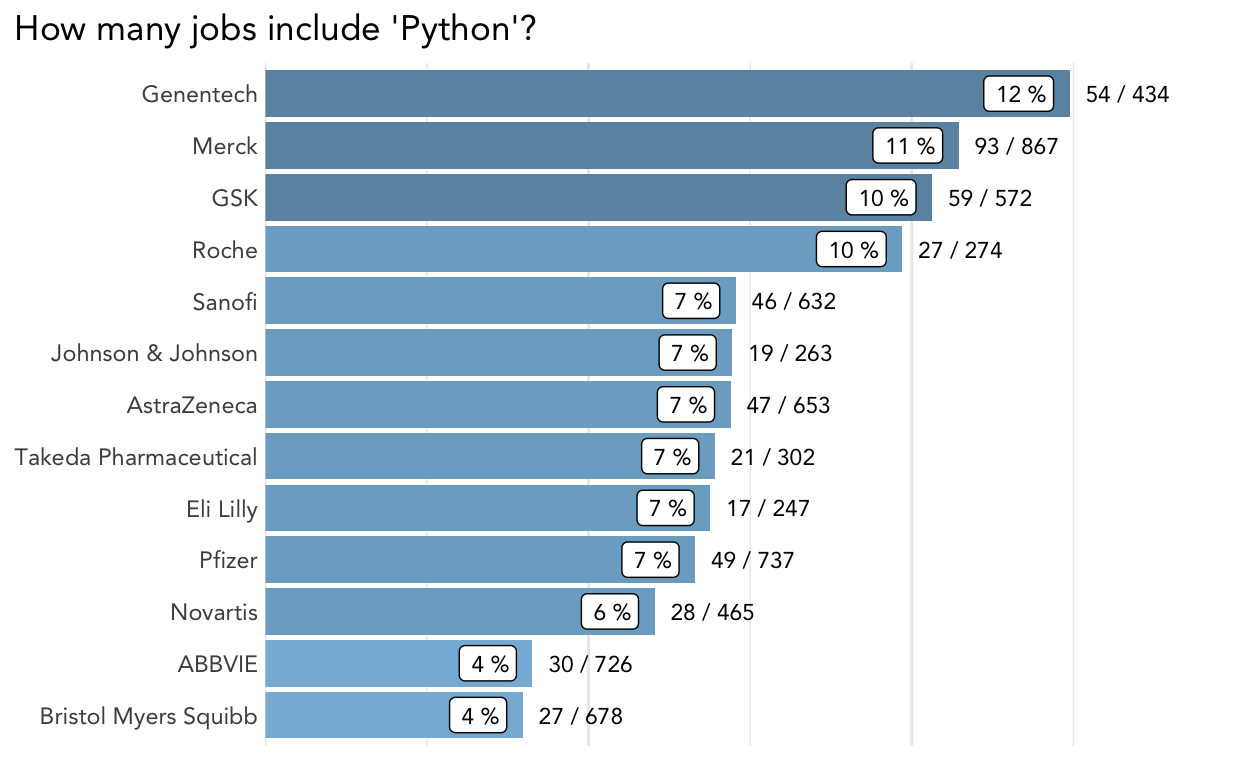 How many jobs include 'Python'?
Genentech 12 % 54 / 434
Merck 11 % 93 / 867
GSK 10 % 59 / 572
Roche 10 % 27 / 274
Sanofi 7 % 46 / 632
Johnson & Johnson 7 % 19 / 263
AstraZeneca 7 % 47 / 653
Takeda Pharmaceutical 7 % 21 / 302
Eli Lilly 7 % 17 / 247
Pfizer 7 % 49 / 737
Novartis 6 % 28 / 465
ABBVIE 4 % 30 / 726
Bristol Myers Squibb 4 % 27 / 678